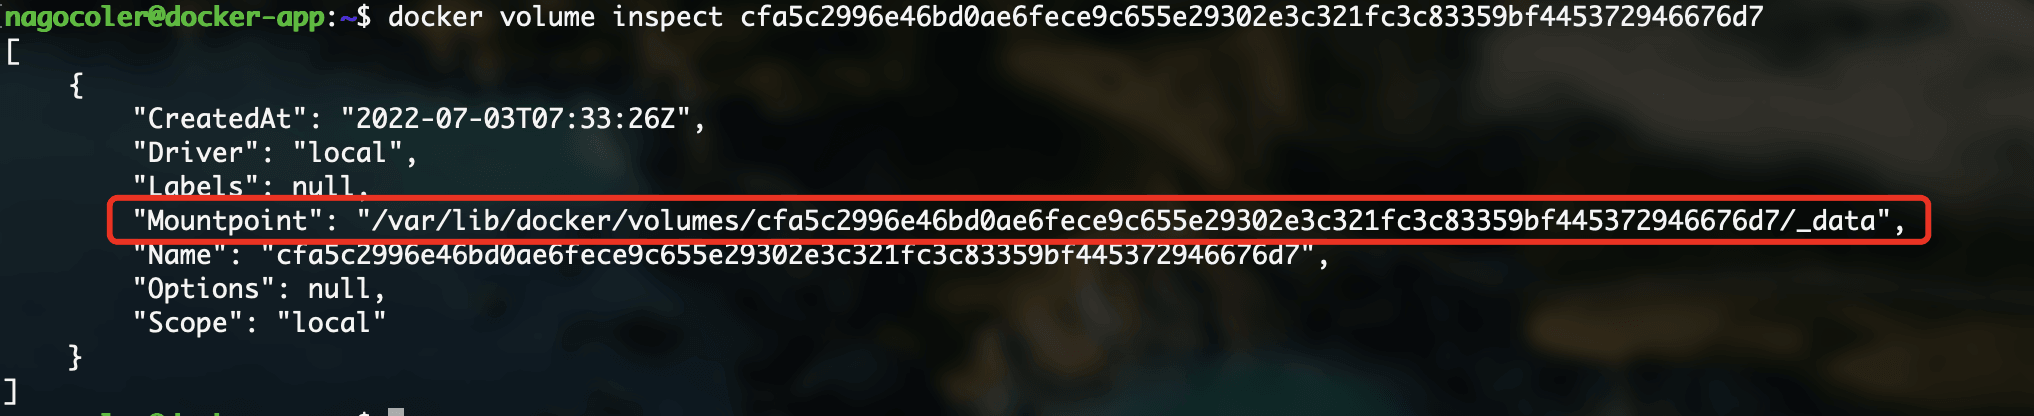 nagocoler@docker-app:~$ docker volume inspect cfa5c2996e46bd0ae6fece9c655e29302e3c321fc3c83359bf445372946676d7
[
    {
        "CreatedAt": "2022-07-03T07:33:26Z",
        "Driver": "local",
        "Labels": null,
        "Mountpoint": "/var/lib/docker/volumes/cfa5c2996e46bd0ae6fece9c655e29302e3c321fc3c83359bf445372946676d7/_data",
        "Name": "cfa5c2996e46bd0ae6fece9c655e29302e3c321fc3c83359bf445372946676d7",
        "Options": null,
        "Scope": "local"
    }
]